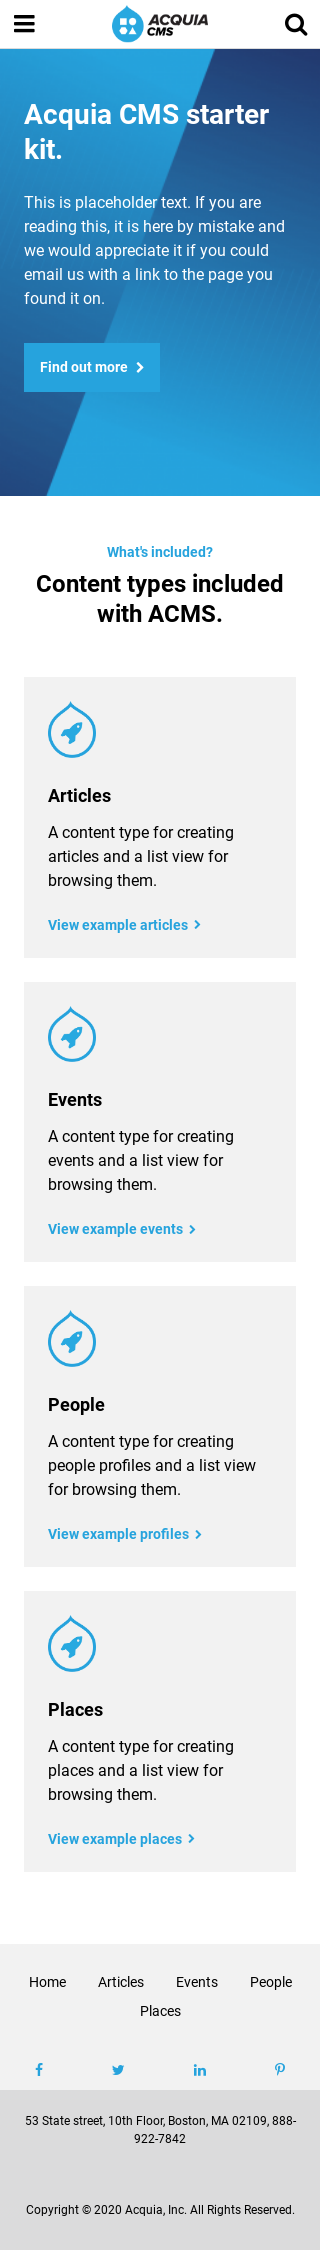 ACQUIA
CMS
Acquia CMS starter
kit.
This is placeholder text. If you are
reading this, it is here by mistake and
we would appreciate it if you could
email us with a link to the page you
found it on.
Find out more
What's included?
Content types included
with ACMS.
Articles
A content type for creating
articles and a list view for
browsing them.
View example articles
Events
A content type for creating
events and a list view for
browsing them.
View example events
People
A content type for creating
people profiles and a list view
for browsing them.
View example profiles
Places
A content type for creating
places and a list view for
browsing them.
View example places
Home Articles Events People
Places
53 State street, 10th Floor, Boston, MA 02109, 888-
922-7842
Copyright © 2020 Acquia, Inc. All Rights Reserved.